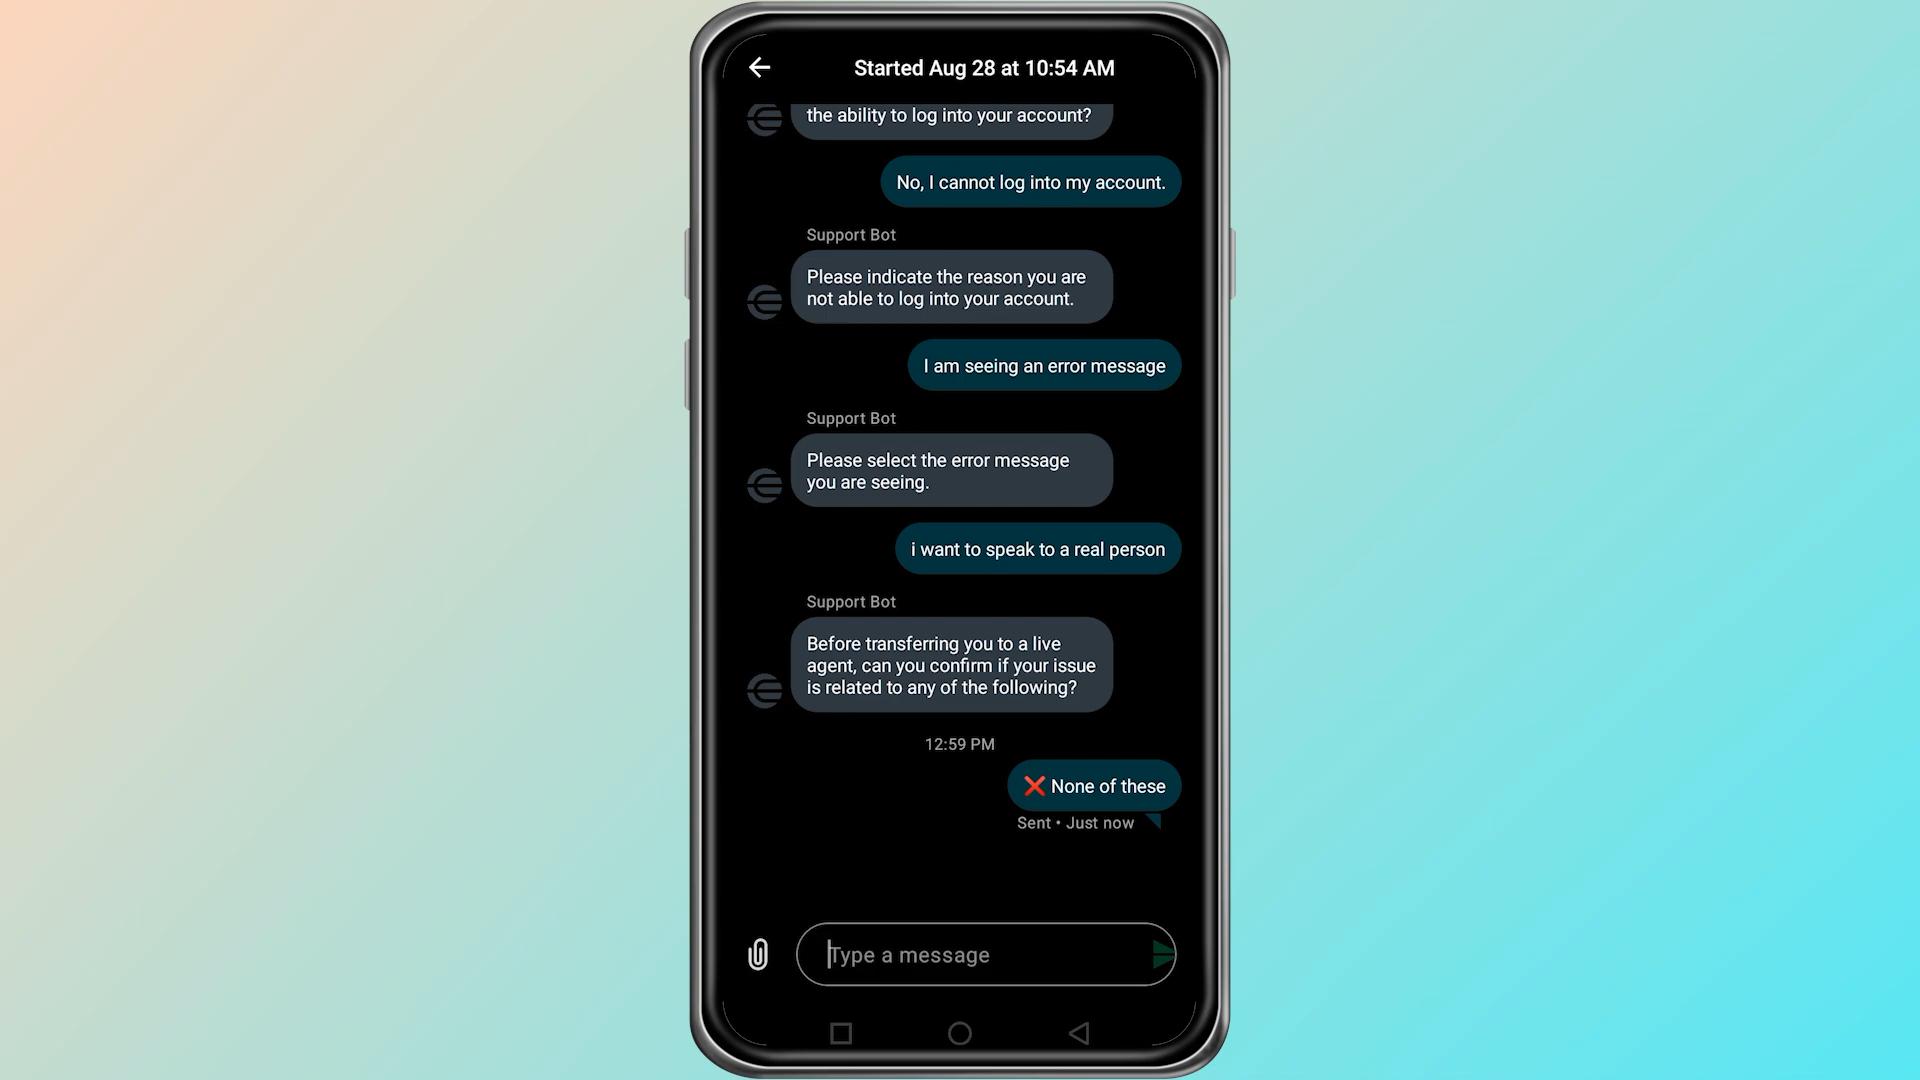 Started Aug 28 at 10:54 AM
the ability to log into your account?
No, I cannot log into my account.
Support Bot
Please indicate the reason you are
not able to log into your account.
I am seeing an error message
Support Bot
Please select the error message
you are seeing.
i want to speak to a real person
Support Bot
Before transferring you to a live
agent, can you confirm if your issue
is related to any of the following?
12:59 PM
❌ None of these
Sent • Just now
Type a message